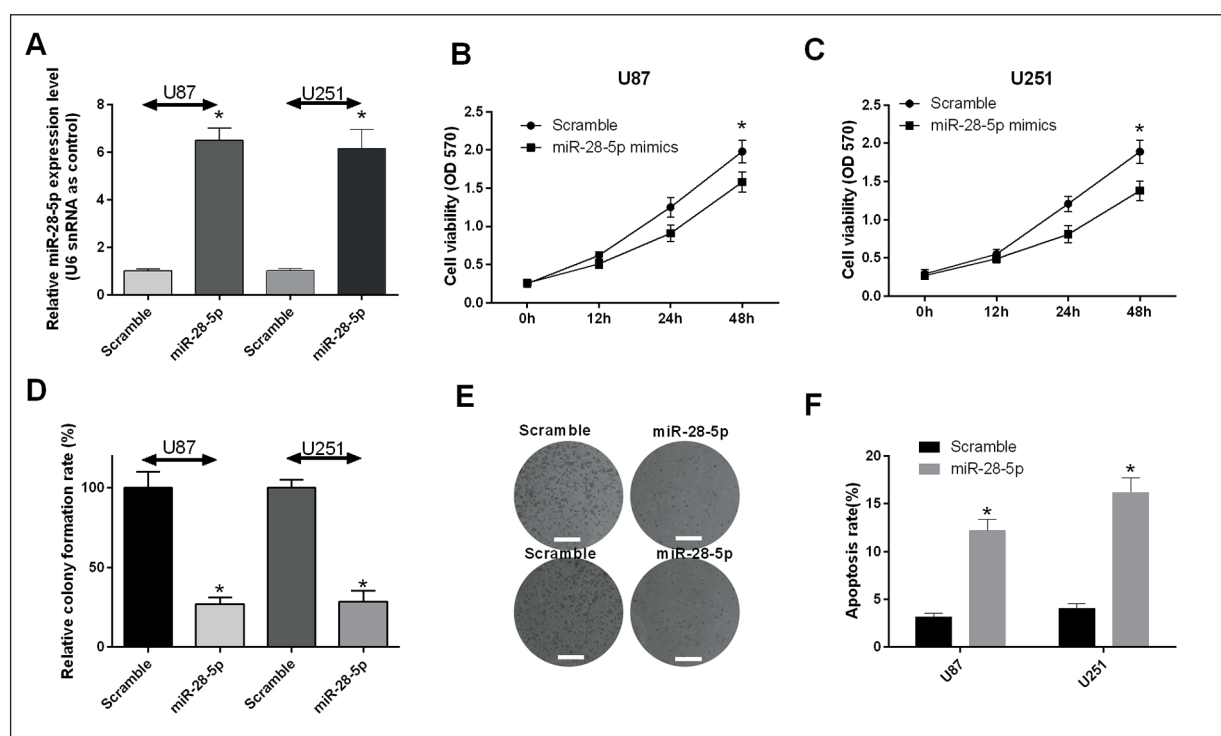 A
Relative miR-28-5p expression level
(U6 snRNA as control)
U87
U251
*
*
8
6
4
2
0
Scramble
miR-28-5p
Scramble
miR-28-5p
B
U87
Cell viability (OD 570)
Scramble
miR-28-5p mimics
*
2.5
2.0
1.5
1.0
0.5
0.0
0h
12h
24h
48h
C
U251
Cell viability (OD 570)
Scramble
miR-28-5p mimics
*
2.5
2.0
1.5
1.0
0.5
0.0
0h
12h
24h
48h
D
Relative colony formation rate (%)
U87
U251
100
50
0
*
*
Scramble
miR-28-5p
Scramble
miR-28-5p
E
Scramble
miR-28-5p
Scramble
miR-28-5p
F
Apoptosis rate(%)
Scramble
miR-28-5p
20
15
10
5
0
*
*
U87
U251